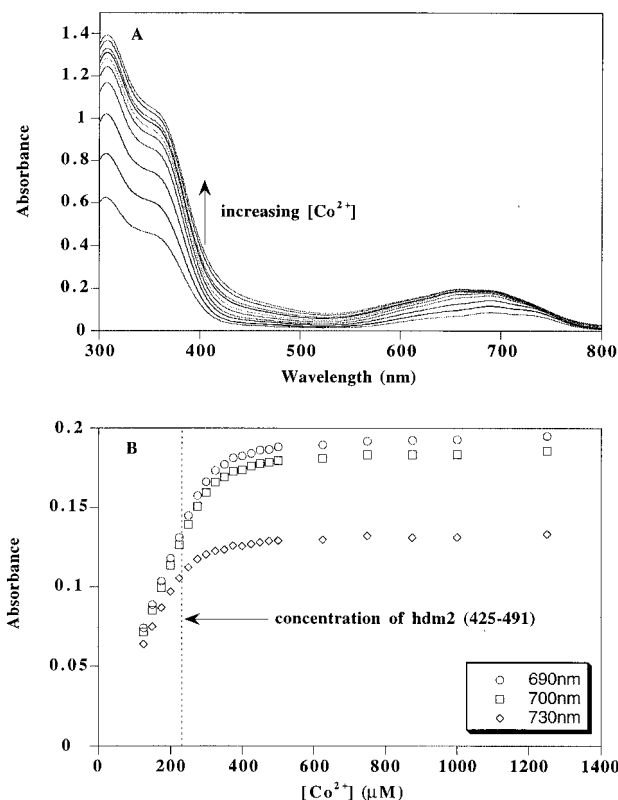 A
1.4
1.2
1
0.8
0.6
0.4
0.2
0
Absorbance
increasing [Co²⁺]
300 400 500 600 700 800
Wavelength (nm)
B
0.2
0.15
0.1
0.05
0
Absorbance
concentration of hdm2 (425-491)
690nm
700nm
730nm
0 200 400 600 800 1000 1200 1400
[Co²⁺] (μM)